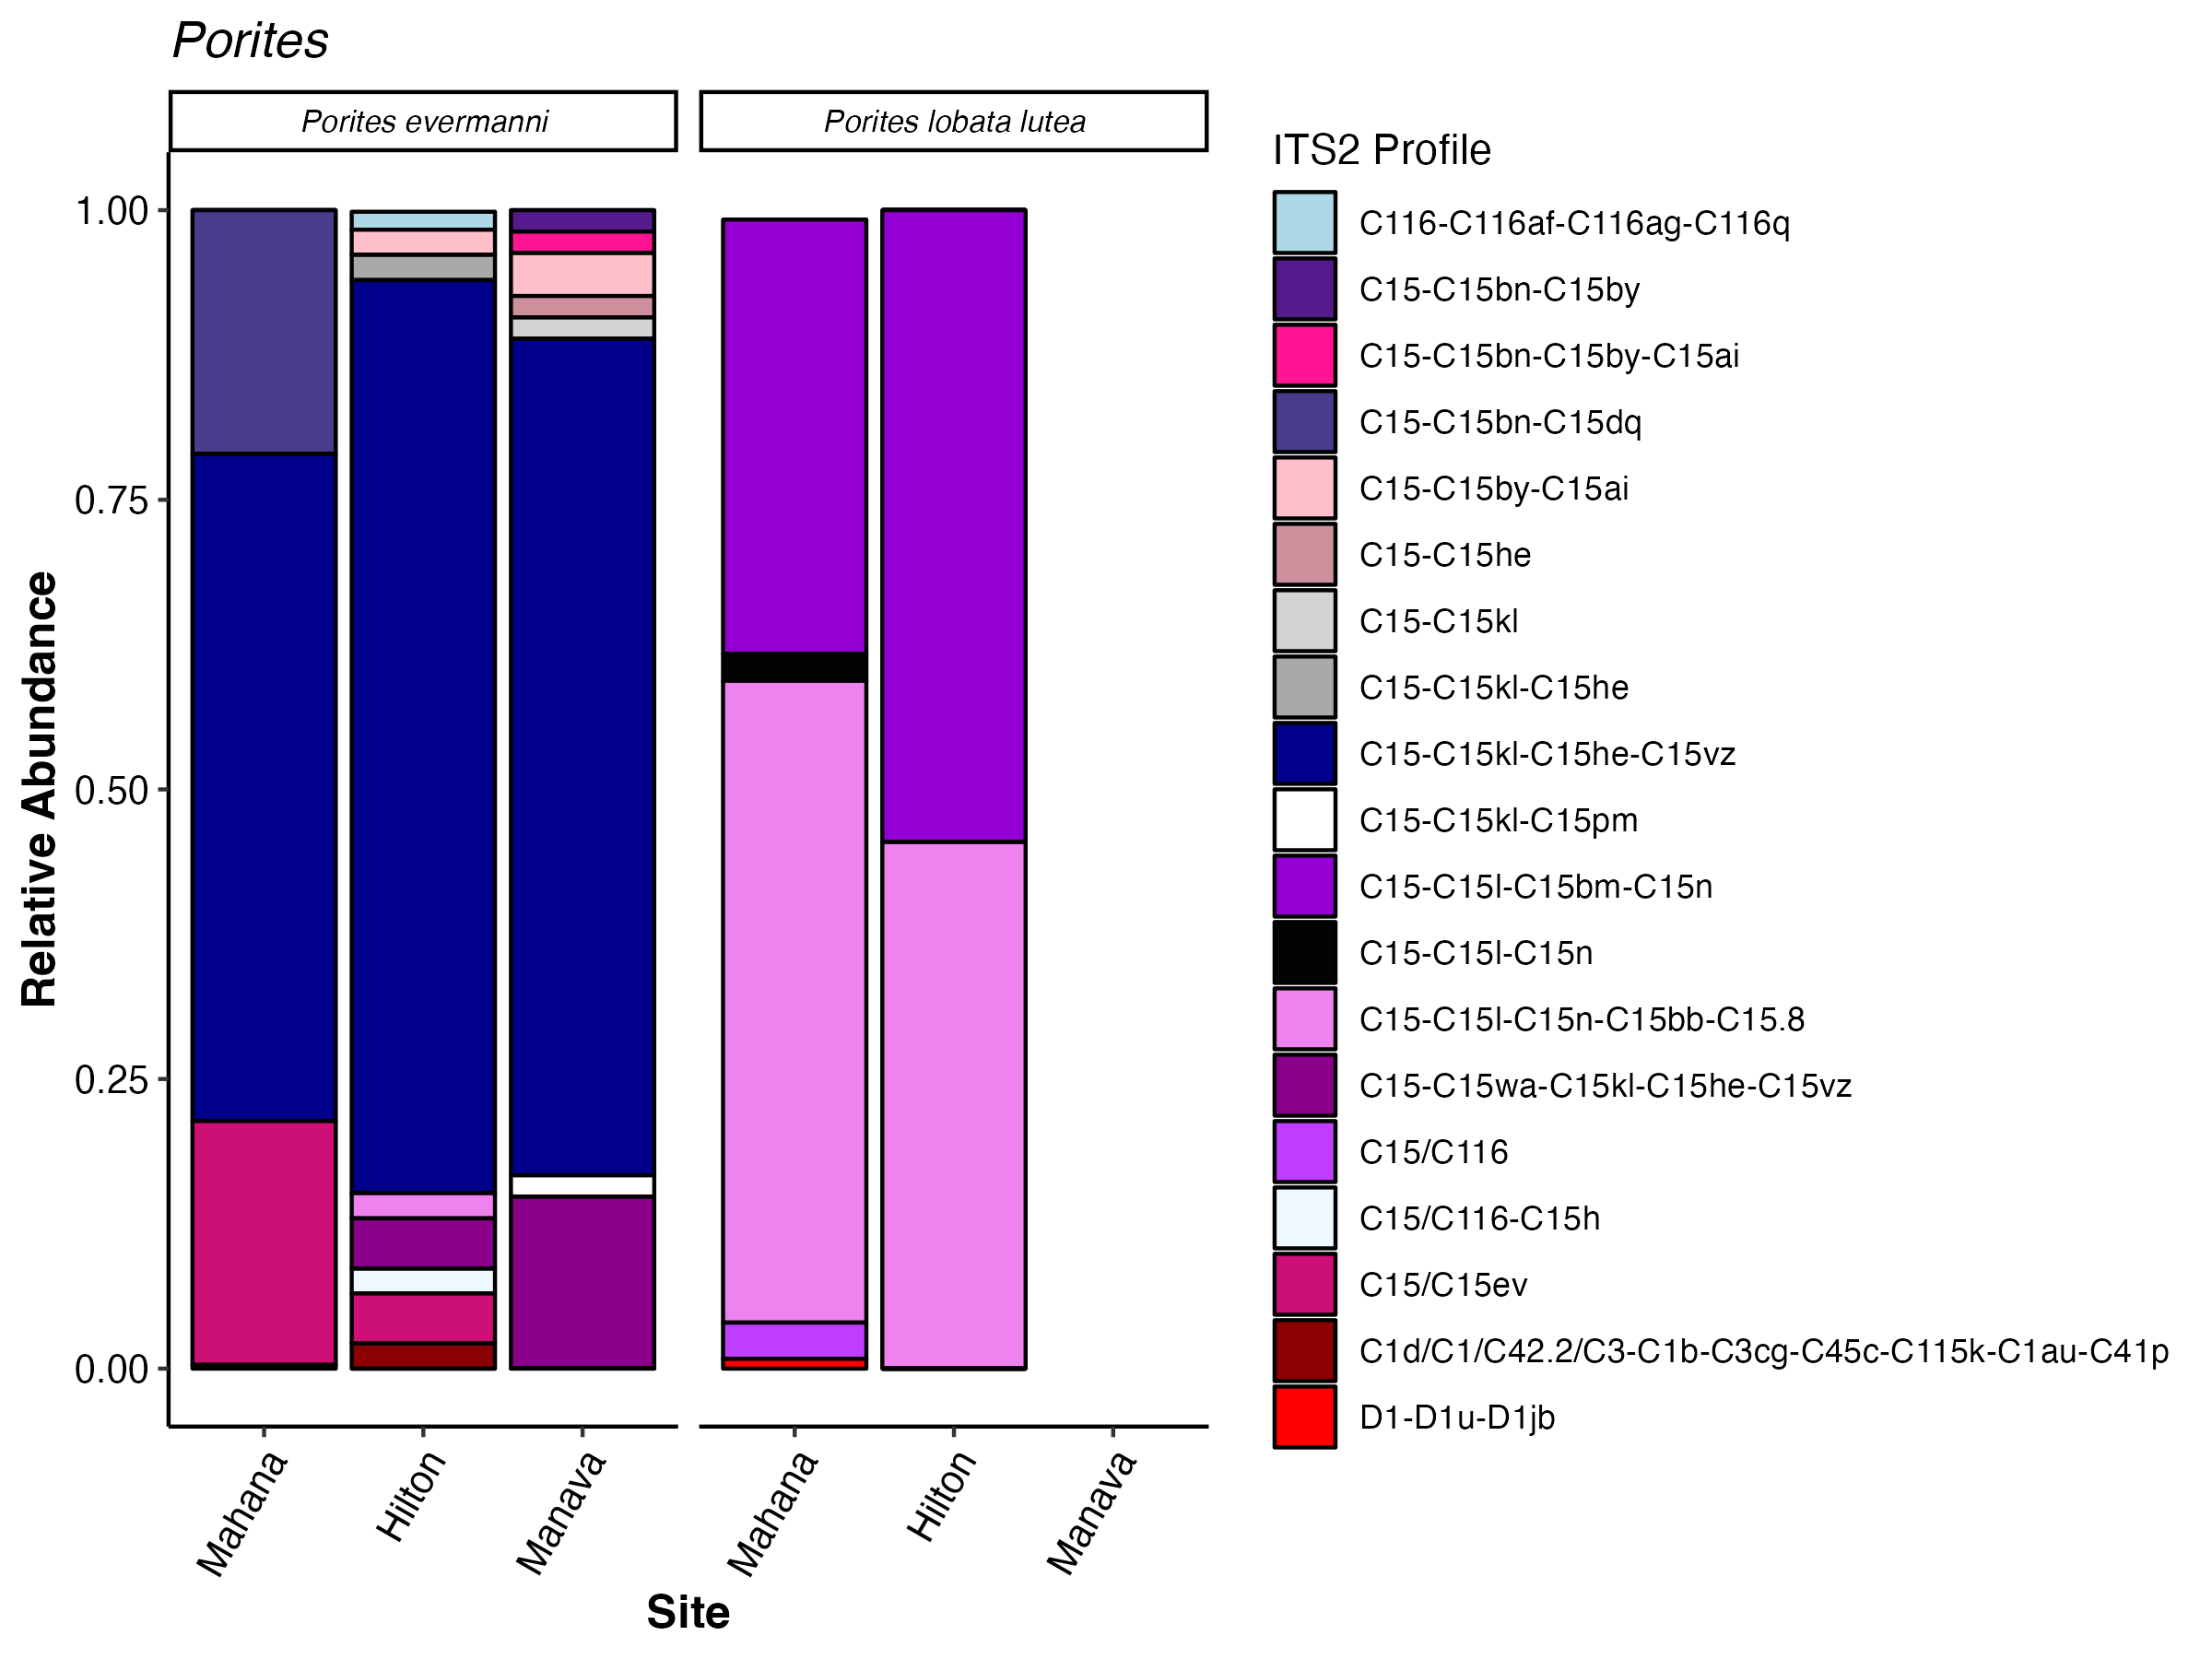 Porites
Porites evermanni
Porites lobata lutea
1.00
0.75
0.50
0.25
0.00
Relative Abundance
Mahana
Hilton
Manava
Mahana
Hilton
Manava
Site
ITS2 Profile
C116-C116af-C116ag-C116q
C15-C15bn-C15by
C15-C15bn-C15by-C15ai
C15-C15bn-C15dq
C15-C15by-C15ai
C15-C15he
C15-C15kl
C15-C15kl-C15he
C15-C15kl-C15he-C15vz
C15-C15kl-C15pm
C15-C15l-C15bm-C15n
C15-C15l-C15n
C15-C15l-C15n-C15bb-C15.8
C15-C15wa-C15kl-C15he-C15vz
C15/C116
C15/C116-C15h
C15/C15ev
C1d/C1/C42.2/C3-C1b-C3cg-C45c-C115k-C1au-C41p
D1-D1u-D1jb